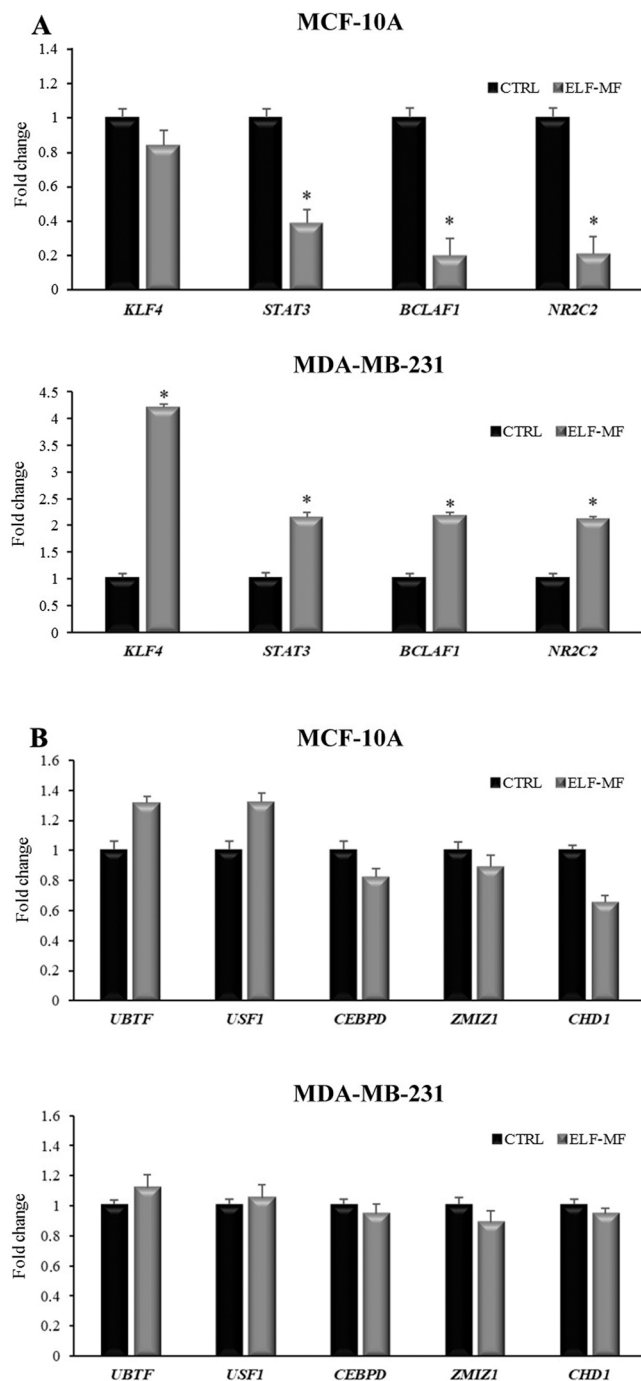 A
MCF-10A
1.4
1.2
1
0.8
0.6
0.4
0.2
0
Fold change
CTRL ELF-MF
* * *
KLF4 STAT3 BCLAF1 NR2C2
MDA-MB-231
4.5
4
3.5
3
2.5
2
1.5
1
0.5
0
Fold change
CTRL ELF-MF
* * * *
KLF4 STAT3 BCLAF1 NR2C2
B
MCF-10A
1.6
1.4
1.2
1
0.8
0.6
0.4
0.2
0
Fold change
CTRL ELF-MF
UBTF USF1 CEBPD ZMIZ1 CHD1
MDA-MB-231
1.6
1.4
1.2
1
0.8
0.6
0.4
0.2
0
Fold change
CTRL ELF-MF
UBTF USF1 CEBPD ZMIZ1 CHD1